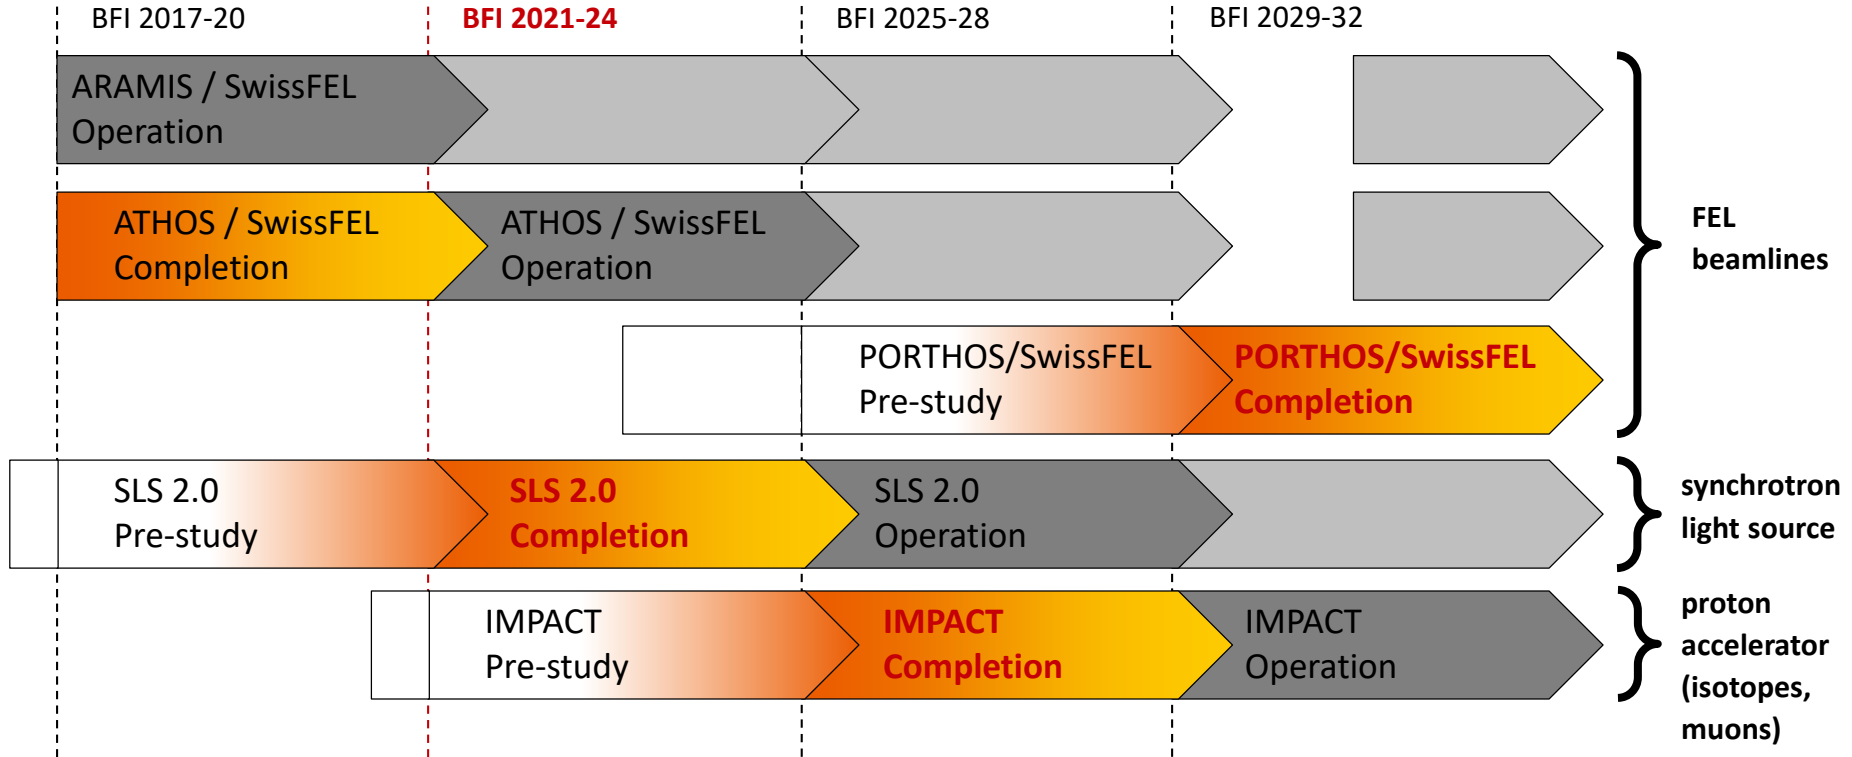 BFI 2017-20
BFI 2021-24
BFI 2025-28
BFI 2029-32
ARAMIS / SwissFEL
Operation
ATHOS / SwissFEL
Completion
ATHOS / SwissFEL
Operation
FEL
beamlines
PORTHOS/SwissFEL
Pre-study
PORTHOS/SwissFEL
Completion
SLS 2.0
Pre-study
SLS 2.0
Completion
SLS 2.0
Operation
synchrotron
light source
IMPACT
Pre-study
IMPACT
Completion
IMPACT
Operation
proton
accelerator
(isotopes,
muons)